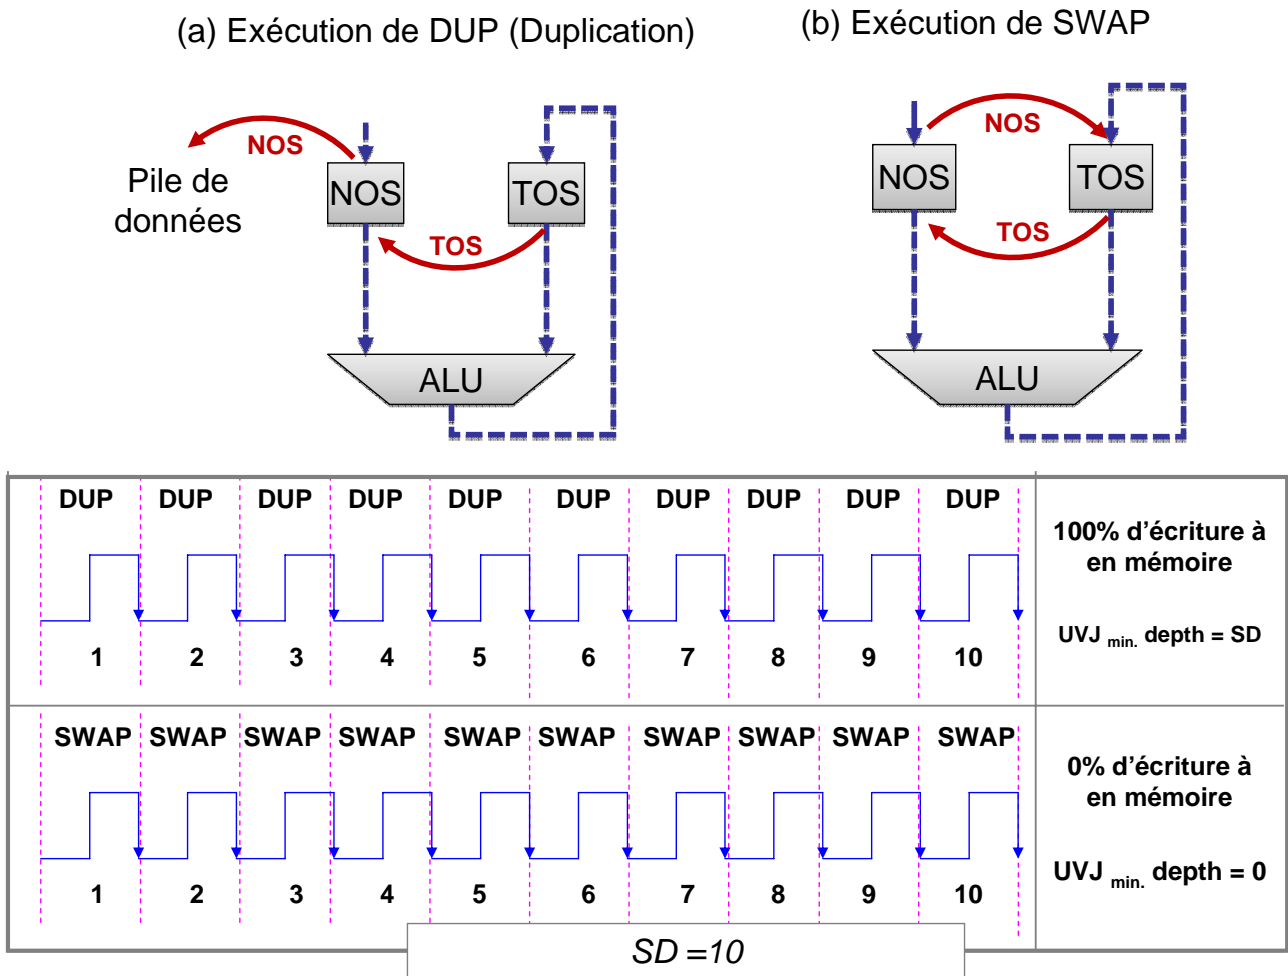 (a) Exécution de DUP (Duplication)
(b) Exécution de SWAP
NOS
Pile de
données
NOS
TOS
TOS
ALU
NOS
NOS
TOS
TOS
ALU
DUP DUP DUP DUP DUP DUP DUP DUP DUP DUP
1 2 3 4 5 6 7 8 9 10
100% d'écriture à
en mémoire
UVJ min. depth = SD
SWAP SWAP SWAP SWAP SWAP SWAP SWAP SWAP SWAP SWAP
1 2 3 4 5 6 7 8 9 10
0% d'écriture à
en mémoire
UVJ min. depth = 0
SD =10